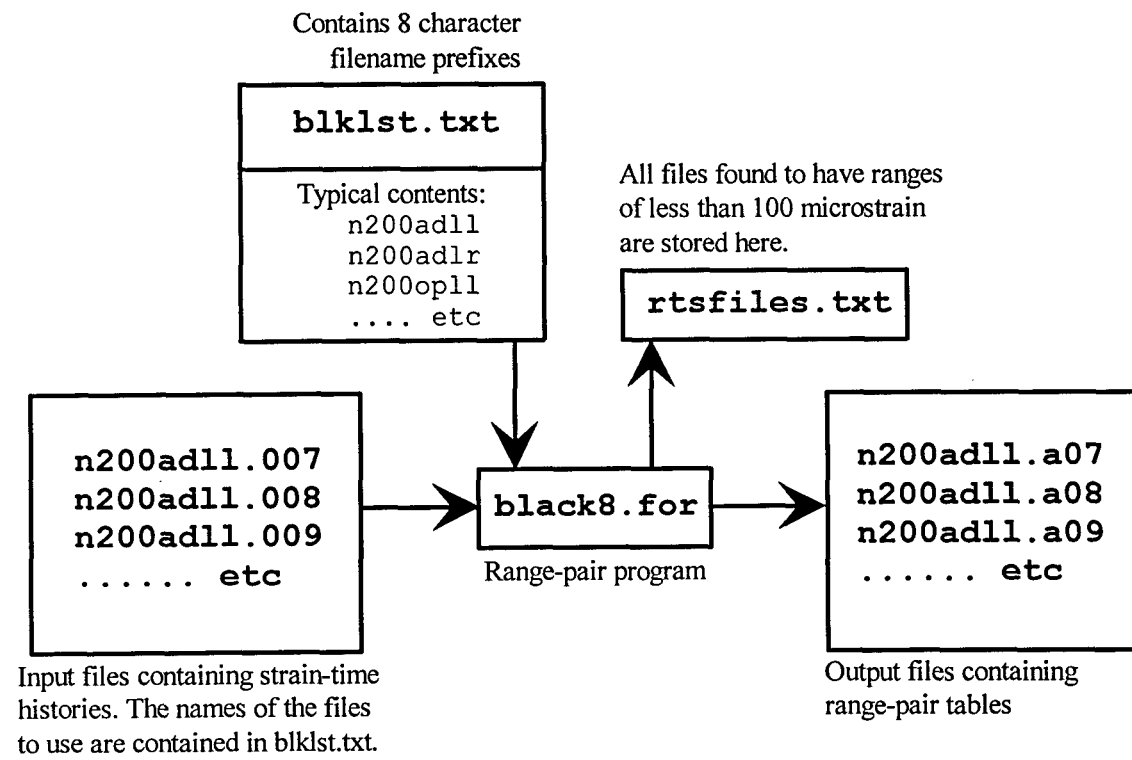 Contains 8 character
filename prefixes
blklst.txt
Typical contents:
n200adll
n200adlr
n200opll
.... etc
All files found to have ranges
of less than 100 microstrain
are stored here.
rtsfiles.txt
n200adll.007
n200adll.008
n200adll.009
...... etc
black8.for
Range-pair program
n200adll.a07
n200adll.a08
n200adll.a09
...... etc
Input files containing strain-time
histories. The names of the files
to use are contained in blklst.txt.
Output files containing
range-pair tables